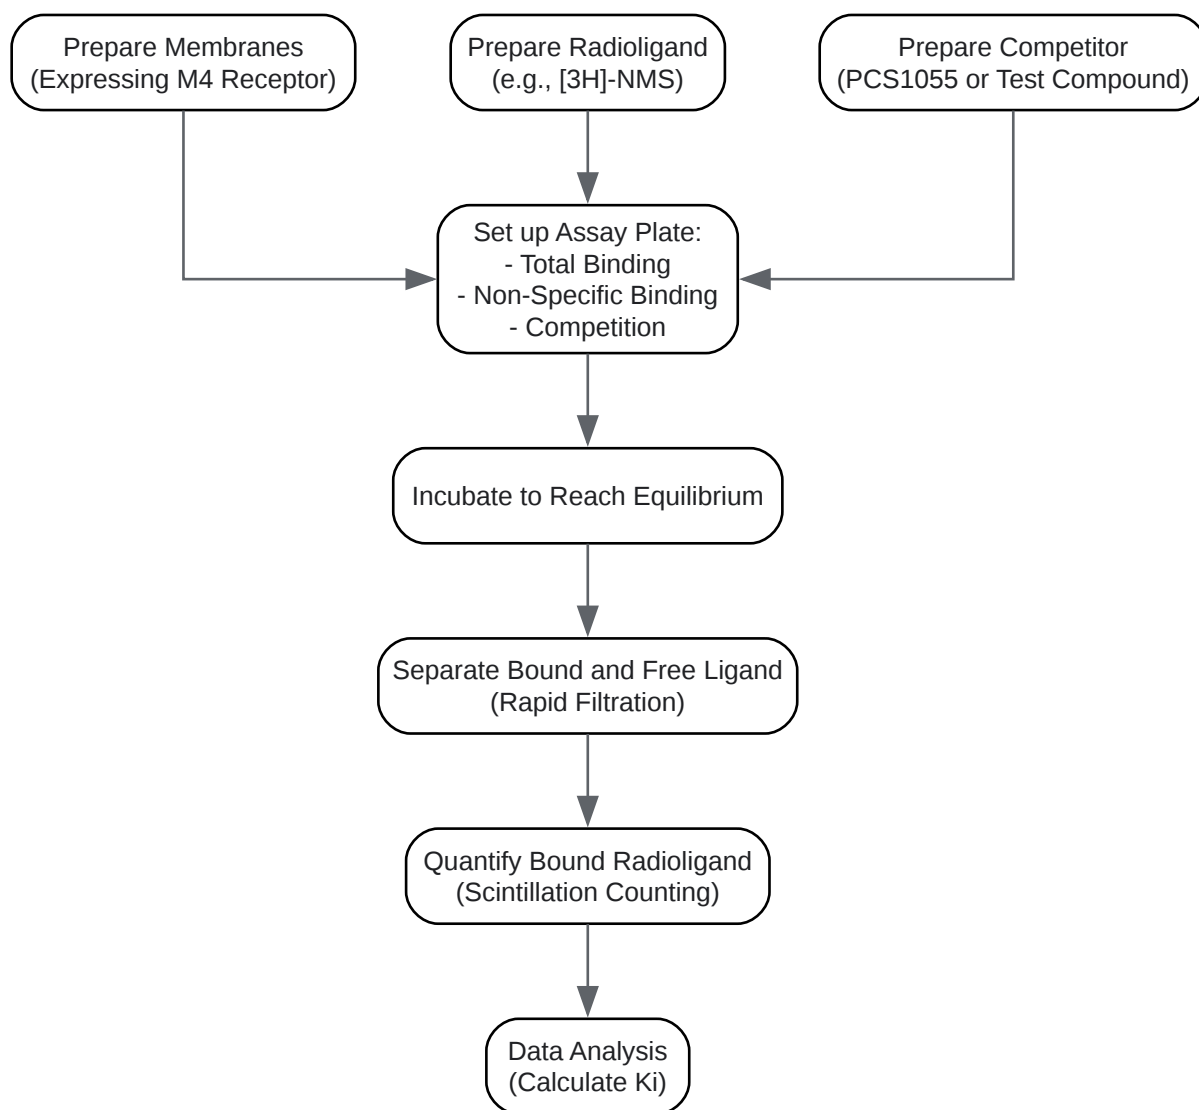 Prepare Membranes
(Expressing M4 Receptor)
Prepare Radioligand
(e.g., [3H]-NMS)
Prepare Competitor
(PCS1055 or Test Compound)
Set up Assay Plate:
- Total Binding
- Non-Specific Binding
- Competition
Incubate to Reach Equilibrium
Separate Bound and Free Ligand
(Rapid Filtration)
Quantify Bound Radioligand
(Scintillation Counting)
Data Analysis
(Calculate Ki)